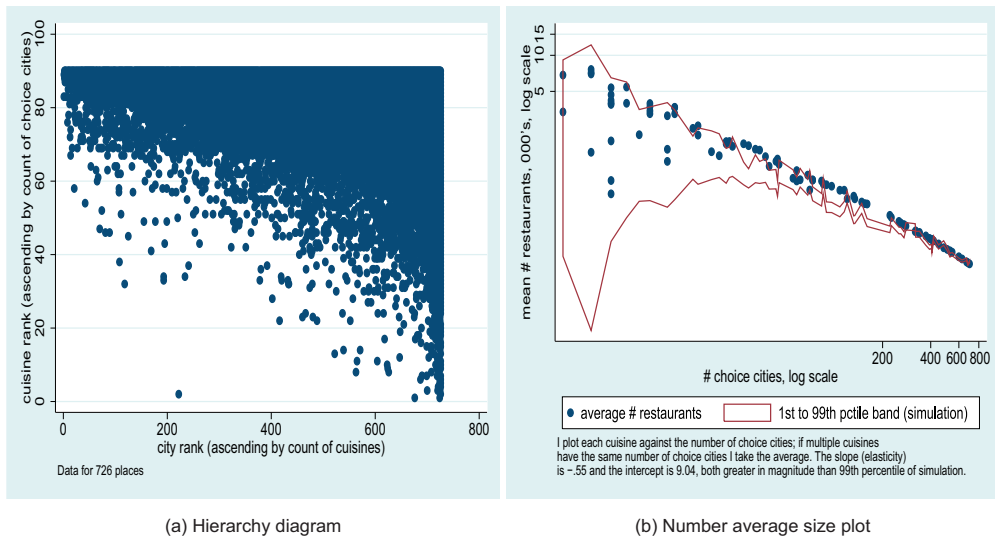 cuisine rank (ascending by count of choice cities)
100
80
60
40
20
0
0 200 400 600 800
city rank (ascending by count of cuisines)
Data for 726 places
(a) Hierarchy diagram
mean # restaurants, 000's, log scale
15
10
5
200 400 600 800
# choice cities, log scale
average # restaurants
1st to 99th pctile band (simulation)
I plot each cuisine against the number of choice cities; if multiple cuisines
have the same number of choice cities I take the average. The slope (elasticity)
is −.55 and the intercept is 9.04, both greater in magnitude than 99th percentile of simulation.
(b) Number average size plot